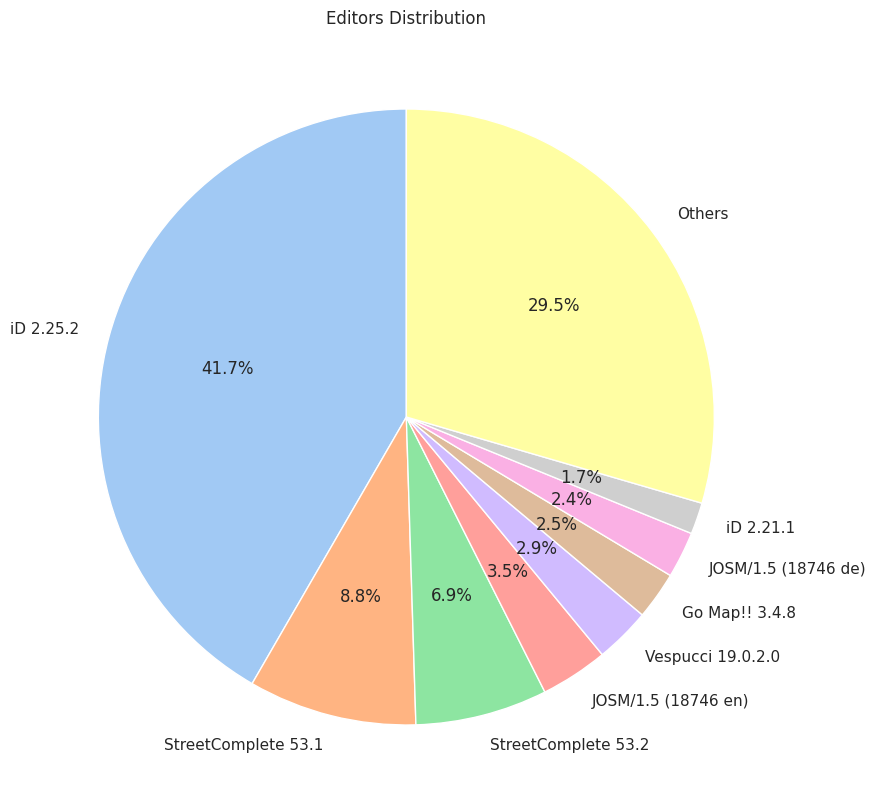 Editors Distribution
Others
29.5%
iD 2.25.2
41.7%
1.7%
2.4%
iD 2.21.1
2.5%
2.9%
JOSM/1.5 (18746 de)
3.5%
8.8%
6.9%
Go Map!! 3.4.8
Vespucci 19.0.2.0
JOSM/1.5 (18746 en)
StreetComplete 53.1
StreetComplete 53.2